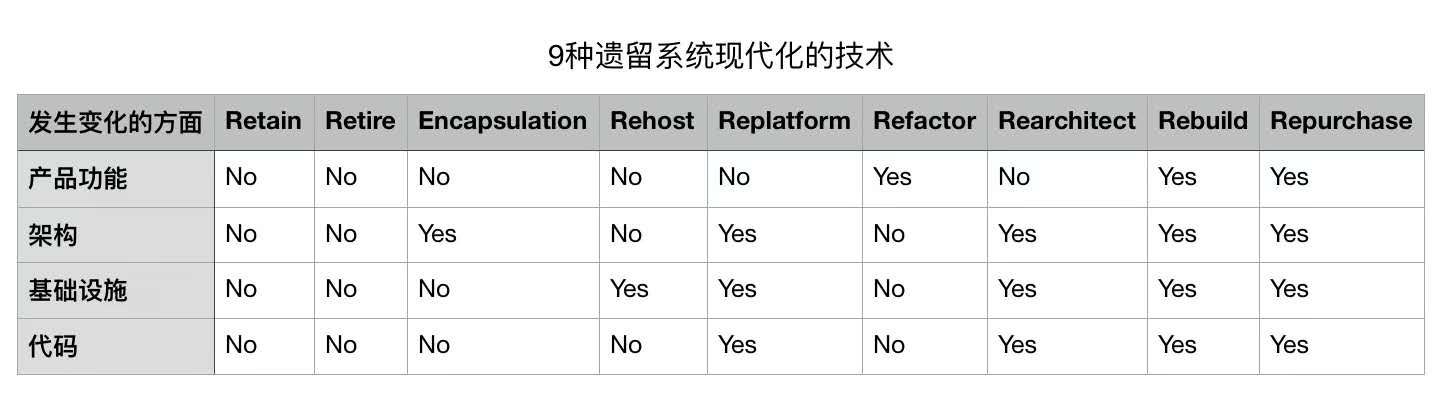 9种遗留系统现代化的技术
发生变化的方面 Retain Retire Encapsulation Rehost Replatform Refactor Rearchitect Rebuild Repurchase
产品功能 No No No No No Yes No Yes Yes
架构 No No Yes No Yes No Yes Yes Yes
基础设施 No No No Yes Yes No Yes Yes Yes
代码 No No No No Yes No Yes Yes Yes